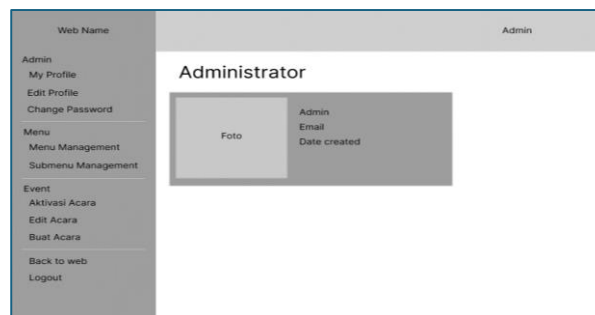 Web Name
Admin
Admin
My Profile
Edit Profile
Change Password
Menu
Menu Management
Submenu Management
Event
Aktivasi Acara
Edit Acara
Buat Acara
Back to web
Logout
Administrator
Foto
Admin
Email
Date created